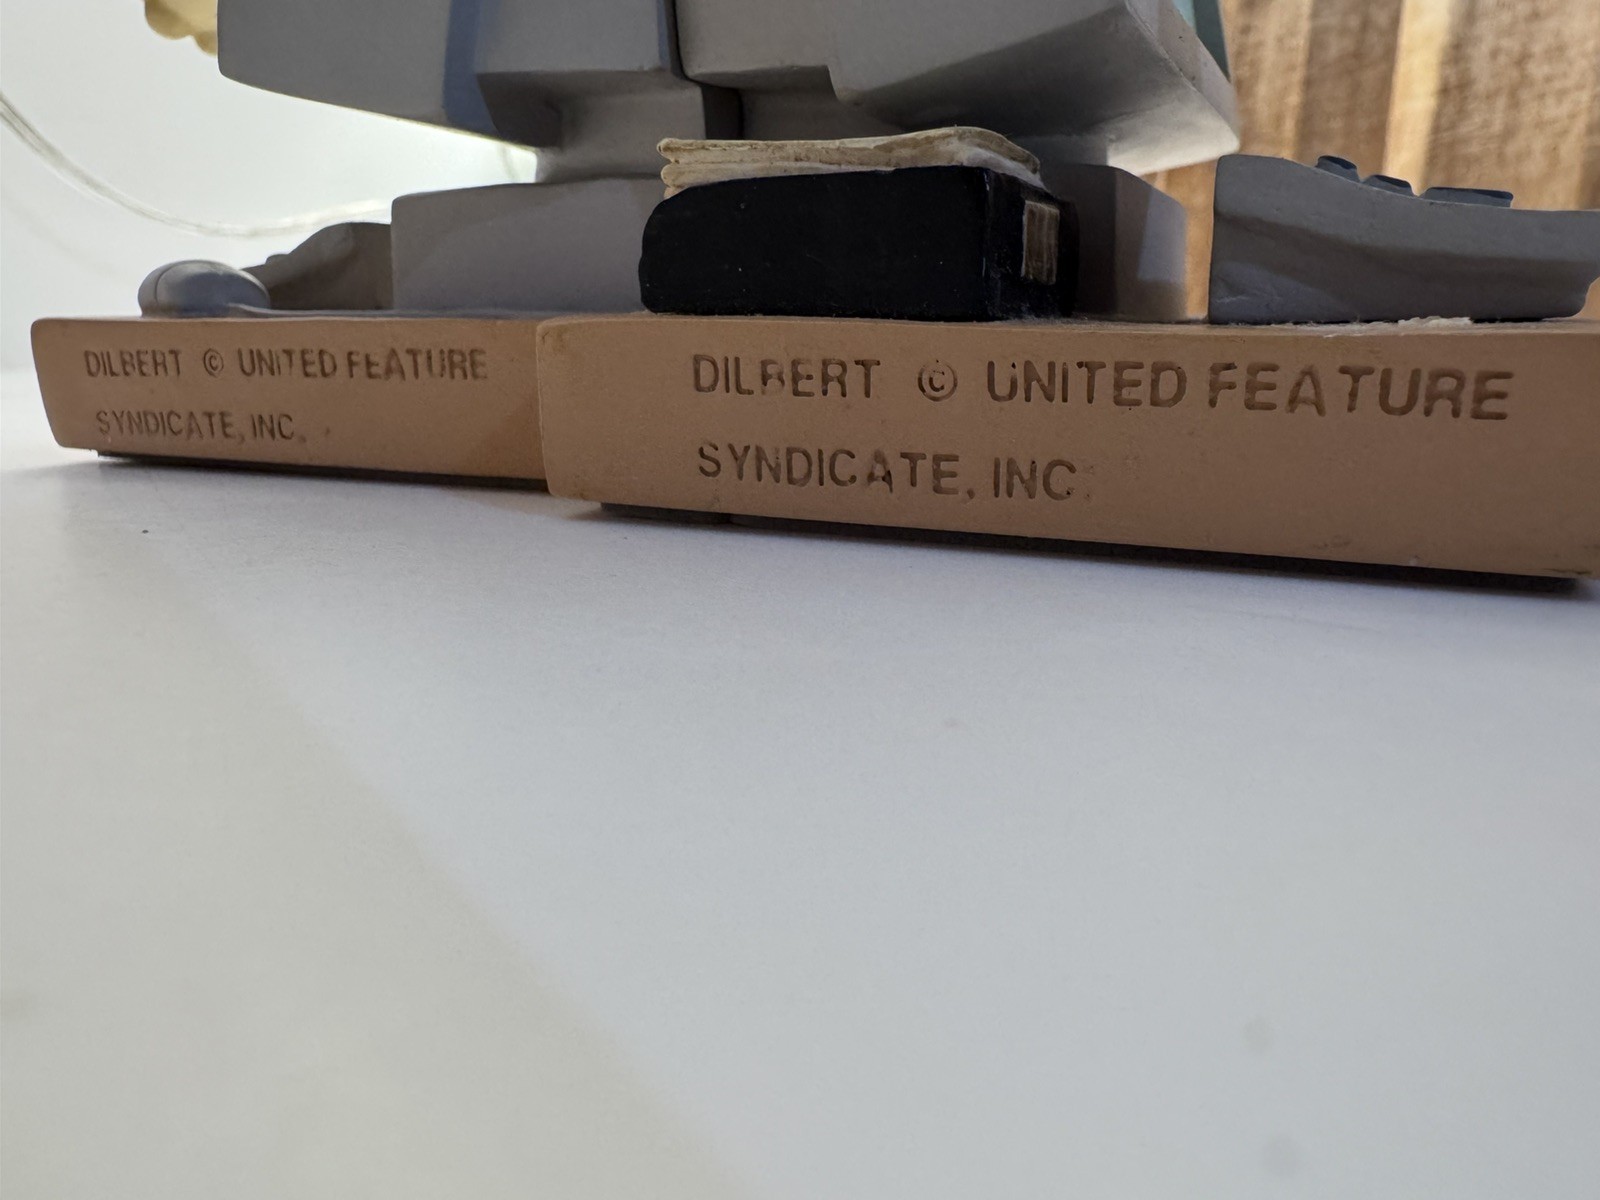 DILBERT © UNITED FEATURE
SYNDICATE, INC.
DILBERT © UNITED FEATURE
SYNDICATE, INC.